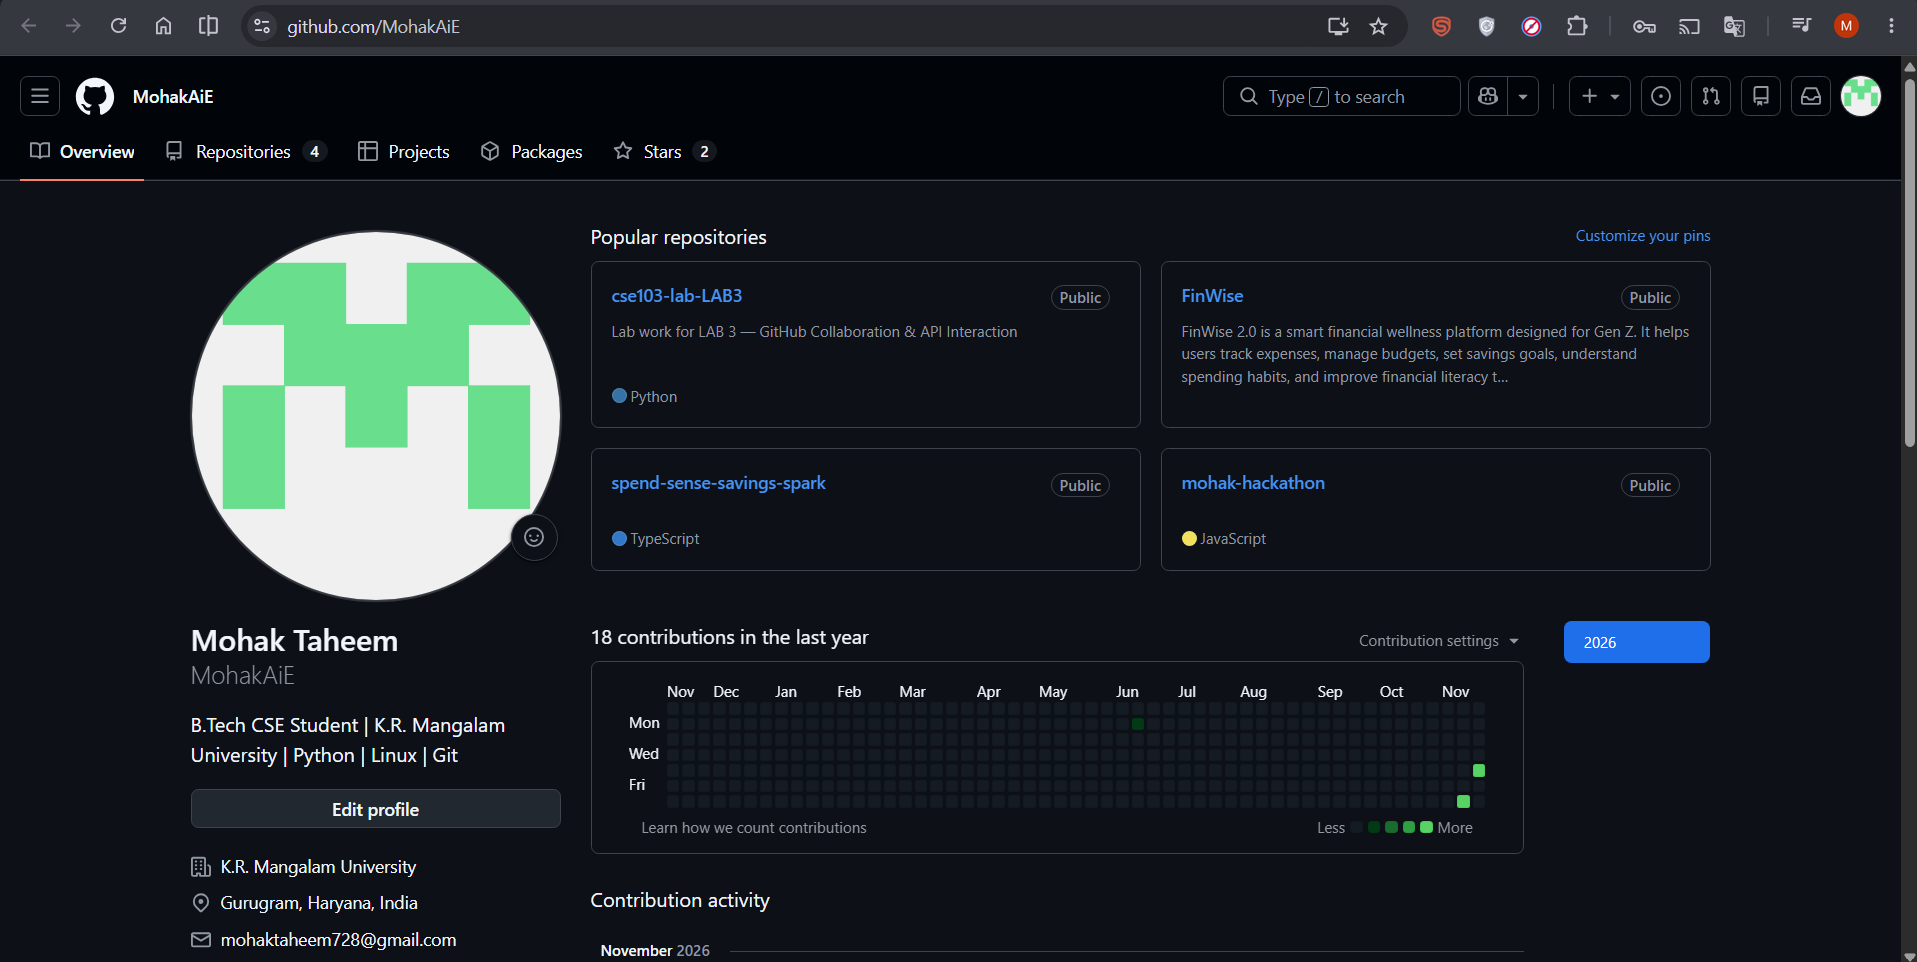 github.com/MohakAiE
M
MohakAiE
Type / to search
Overview
Repositories 4
Projects
Packages
Stars 2
Popular repositories
Customize your pins
cse103-lab-LAB3
Public
Lab work for LAB 3 — GitHub Collaboration & API Interaction
Python
FinWise
Public
FinWise 2.0 is a smart financial wellness platform designed for Gen Z. It helps
users track expenses, manage budgets, set savings goals, understand
spending habits, and improve financial literacy t...
spend-sense-savings-spark
Public
TypeScript
mohak-hackathon
Public
JavaScript
Mohak Taheem
MohakAiE
B.Tech CSE Student | K.R. Mangalam
University | Python | Linux | Git
Edit profile
K.R. Mangalam University
Gurugram, Haryana, India
mohaktaheem728@gmail.com
18 contributions in the last year
Contribution settings
2026
Nov Dec Jan Feb Mar Apr May Jun Jul Aug Sep Oct Nov
Mon
Wed
Fri
Learn how we count contributions
Less More
Contribution activity
November 2026